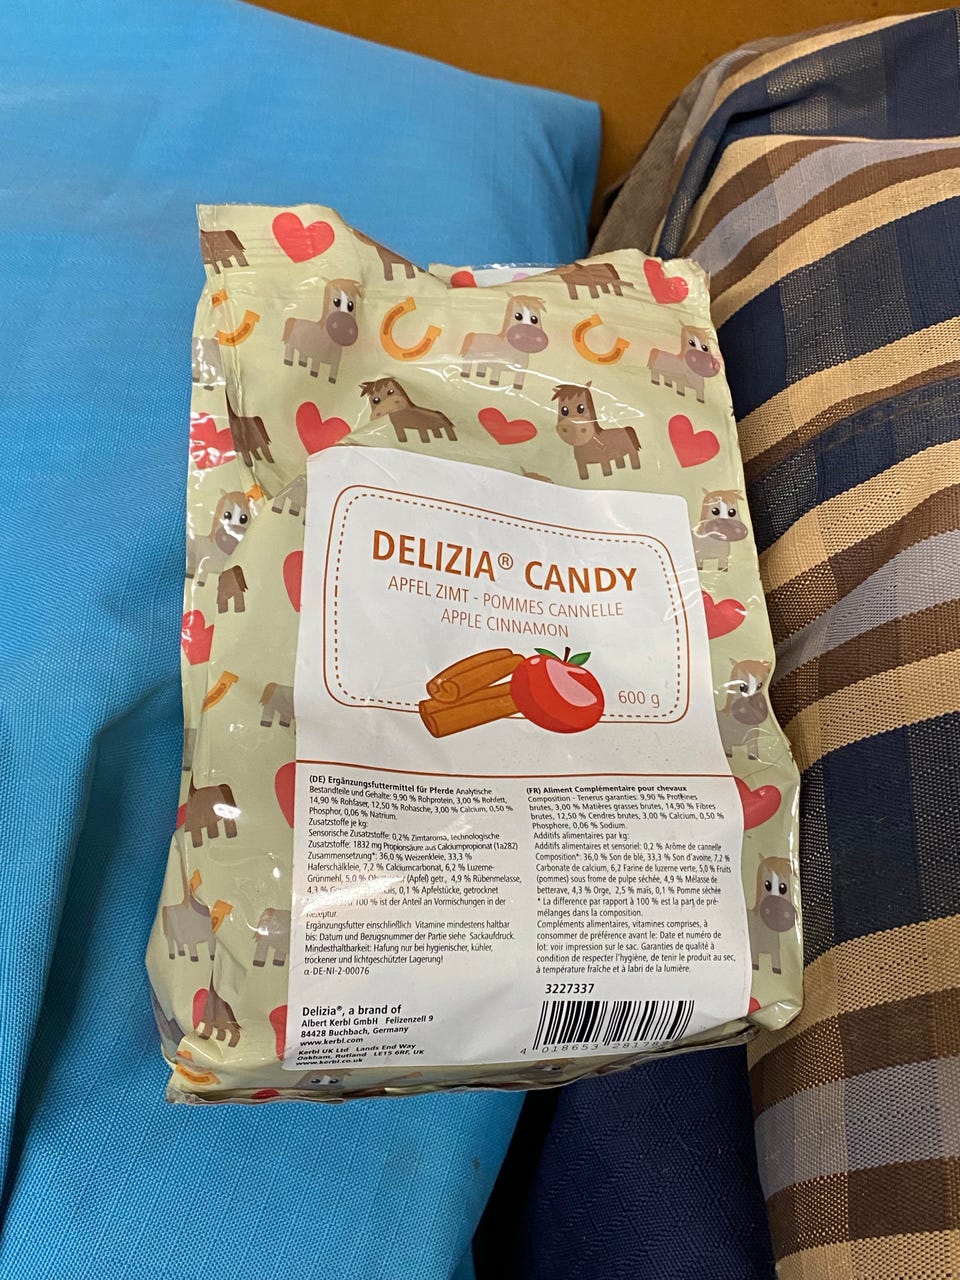 DELIZIA® CANDY
APFEL ZIMT - POMMES CANNELLE
APPLE CINNAMON
600 g
(DE) Ergänzungsfuttermittel für Pferde Analytische
Bestandteile und Gehalte: 9,90 % Rohprotein, 3,00 % Rohfett,
14,90 % Rohfaser, 12,50 % Rohasche, 3,00 % Calcium, 0,50 %
Phosphor, 0,06 % Natrium.
Zusatzstoffe je kg:
Sensorische Zusatzstoffe: 0,2% Zimtaroma, technologische
Zusatzstoffe: 1832 mg Propionsäure aus Calciumpropionat (1a282)
Zusammensetzung*: 36,0 % Weizenkleie, 33,3 %
Haferschälkleie, 7,2 % Calciumcarbonat, 6,2 % Luzerne-
Grünmehl, 5,0 % (Apfel) getr., 4,9 % Rübenmelasse,
4,3 % 0,1 % Apfelstücke, getrocknet
100 % ist der Anteil an Vormischungen in der
Rezeptur.
Ergänzungsfutter einschließlich Vitamine mindestens haltbar
bis: Datum und Bezugsnummer der Partie siehe Sackaufdruck.
Mindesthaltbarkeit: Hafung nur bei hygienischer, kühler,
trockener und lichtgeschützter Lagerung!
α-DE-NI-2-00076
Delizia®, a brand of
Albert Kerbl GmbH Felizenzell 9
84428 Buchbach, Germany
www.kerbl.com
Kerbl UK Ltd Lands End Way
Oakham, Rutland LE15 6RF, UK
www.kerbl.co.uk
(FR) Aliment Complémentaire pour chevaux
Composition - Tenerus garanties: 9,90 % Protéines
brutes, 3,00 % Matières grasses brutes, 14,90 % Fibres
brutes, 12,50 % Cendres brutes, 3,00 % Calcium, 0,50 %
Phosphore, 0,06 % Sodium.
Additifs alimentaires par kg:
Additifs alimentaires et sensoriel: 0,2 % Arôme de cannelle
Composition*: 36,0 % Son de blé, 33,3 % Son d'avoine, 7,2 %
Carbonate de calcium, 6,2 Farine de luzerne verte, 5,0 % Fruits
(pommes) sous frome de pulpe séchée, 4,9 % Mélasse de
betterave, 4,3 % Orge, 2,5 % maïs, 0,1 % Pomme séchée
* La difference par rapport à 100 % est la part de pré-
mélanges dans la composition.
Compléments alimentaires, vitamines comprises, à
consommer de préférence avant le: Date et numéro de
lot: voir impression sur le sac. Garanties de qualité à
condition de respecter l'hygiène, de tenir le produit au sec,
à température fraîche et à labri de la lumière.
3227337
4 018653 2817